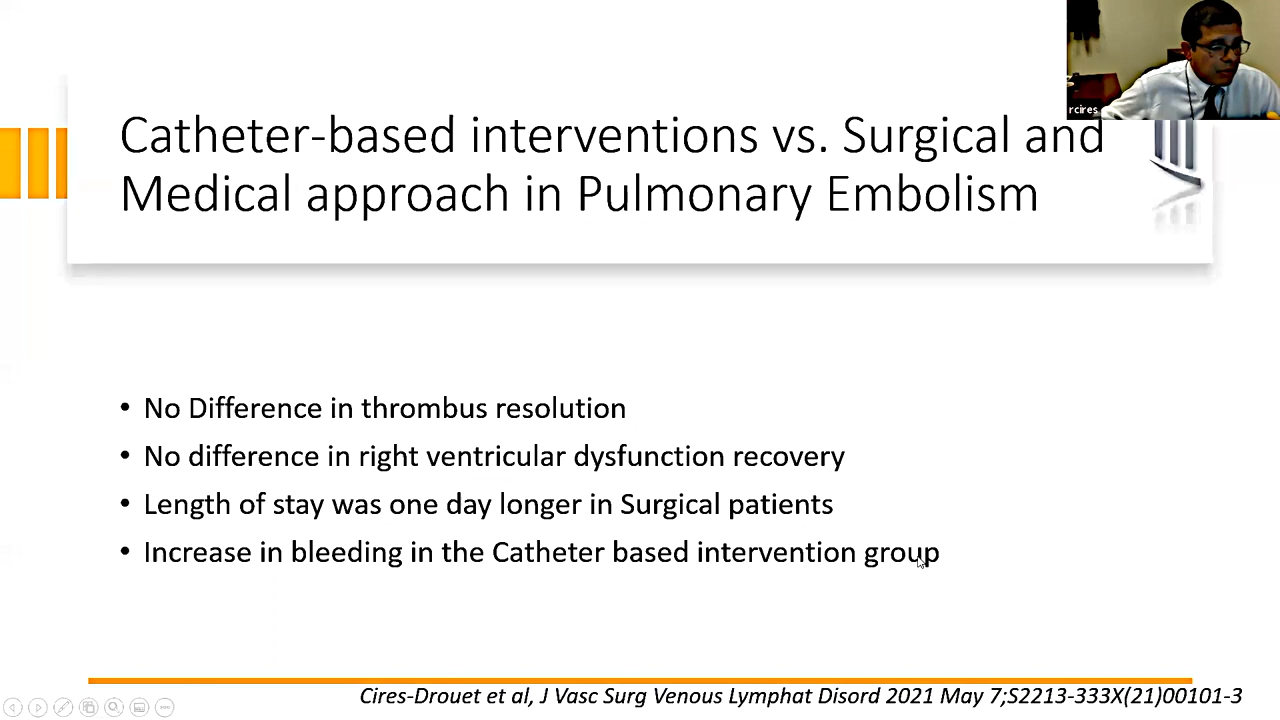 rcires
Catheter-based interventions vs. Surgical and
Medical approach in Pulmonary Embolism
• No Difference in thrombus resolution
• No difference in right ventricular dysfunction recovery
• Length of stay was one day longer in Surgical patients
• Increase in bleeding in the Catheter based intervention group
Cires-Drouet et al, J Vasc Surg Venous Lymphat Disord 2021 May 7;S2213-333X(21)00101-3